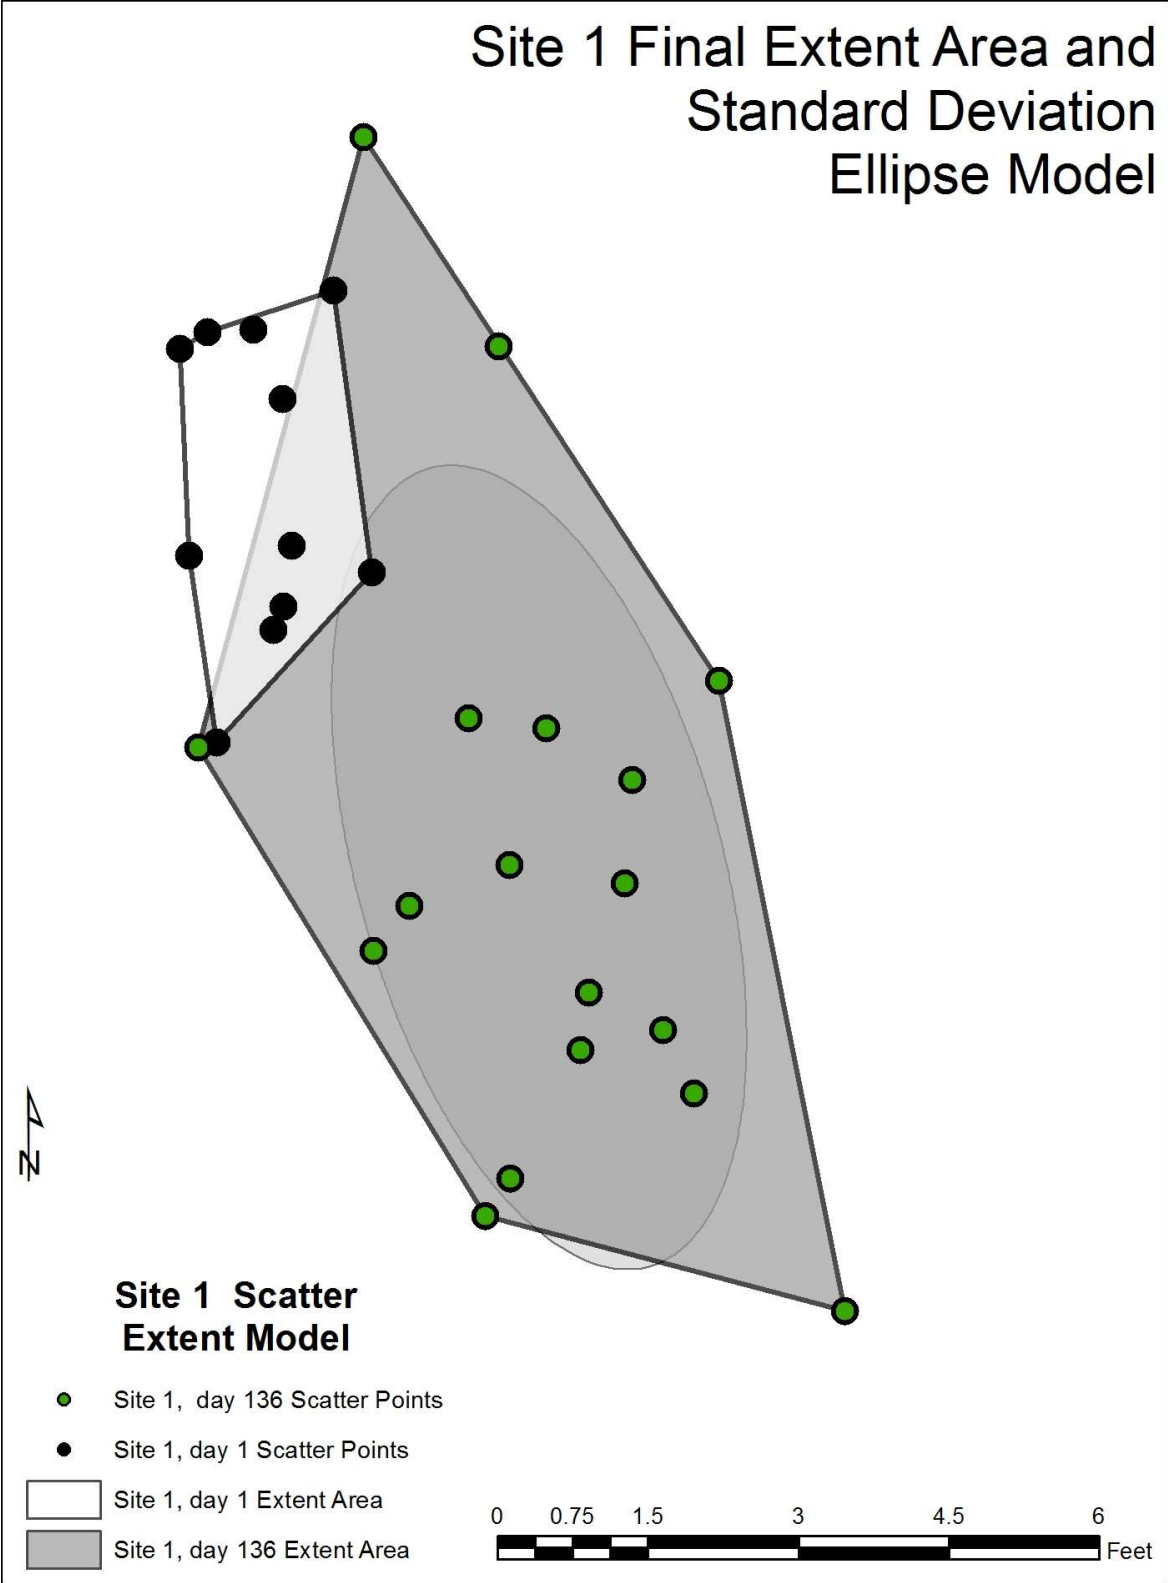 Site 1 Final Extent Area and
Standard Deviation
Ellipse Model
N
Site 1 Scatter
Extent Model
Site 1, day 136 Scatter Points
Site 1, day 1 Scatter Points
Site 1, day 1 Extent Area
Site 1, day 136 Extent Area
0 0.75 1.5 3 4.5 6
Feet